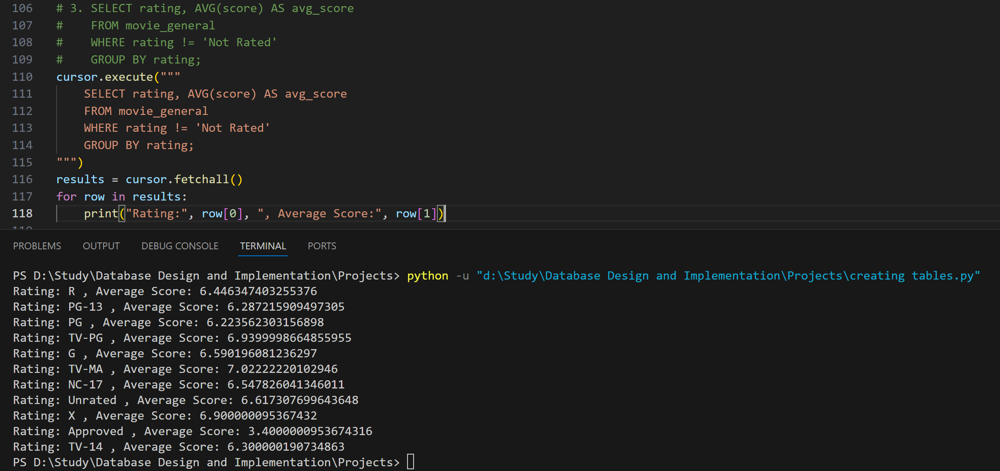 106 # 3. SELECT rating, AVG(score) AS avg_score
107 #    FROM movie_general
108 #    WHERE rating != 'Not Rated'
109 #    GROUP BY rating;
110 cursor.execute("""
111     SELECT rating, AVG(score) AS avg_score
112     FROM movie_general
113     WHERE rating != 'Not Rated'
114     GROUP BY rating;
115 """)
116 results = cursor.fetchall()
117 for row in results:
118     print("Rating:", row[0], ", Average Score:", row[1])
PROBLEMS OUTPUT DEBUG CONSOLE TERMINAL PORTS
PS D:\Study\Database Design and Implementation\Projects> python -u "d:\Study\Database Design and Implementation\Projects\creating tables.py"
Rating: R , Average Score: 6.446347403255376
Rating: PG-13 , Average Score: 6.287215909497305
Rating: PG , Average Score: 6.223562303156898
Rating: TV-PG , Average Score: 6.9399998664855955
Rating: G , Average Score: 6.590196081236297
Rating: TV-MA , Average Score: 7.02222220102946
Rating: NC-17 , Average Score: 6.547826041346011
Rating: Unrated , Average Score: 6.617307699643648
Rating: X , Average Score: 6.900000095367432
Rating: Approved , Average Score: 3.4000000953674316
Rating: TV-14 , Average Score: 6.300000190734863
PS D:\Study\Database Design and Implementation\Projects>